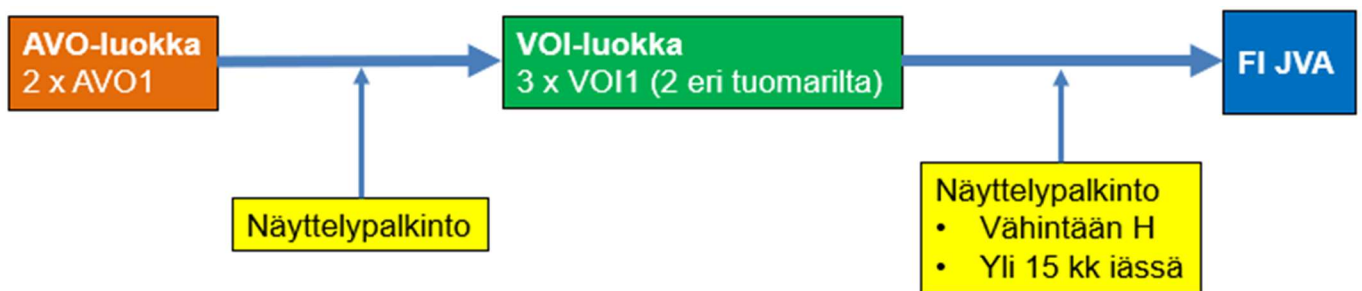 AVO-luokka
2 x AVO1
VOI-luokka
3 x VOI1 (2 eri tuomarilta)
FI JVA
Näyttelypalkinto
Näyttelypalkinto
• Vähintään H
• Yli 15 kk iässä